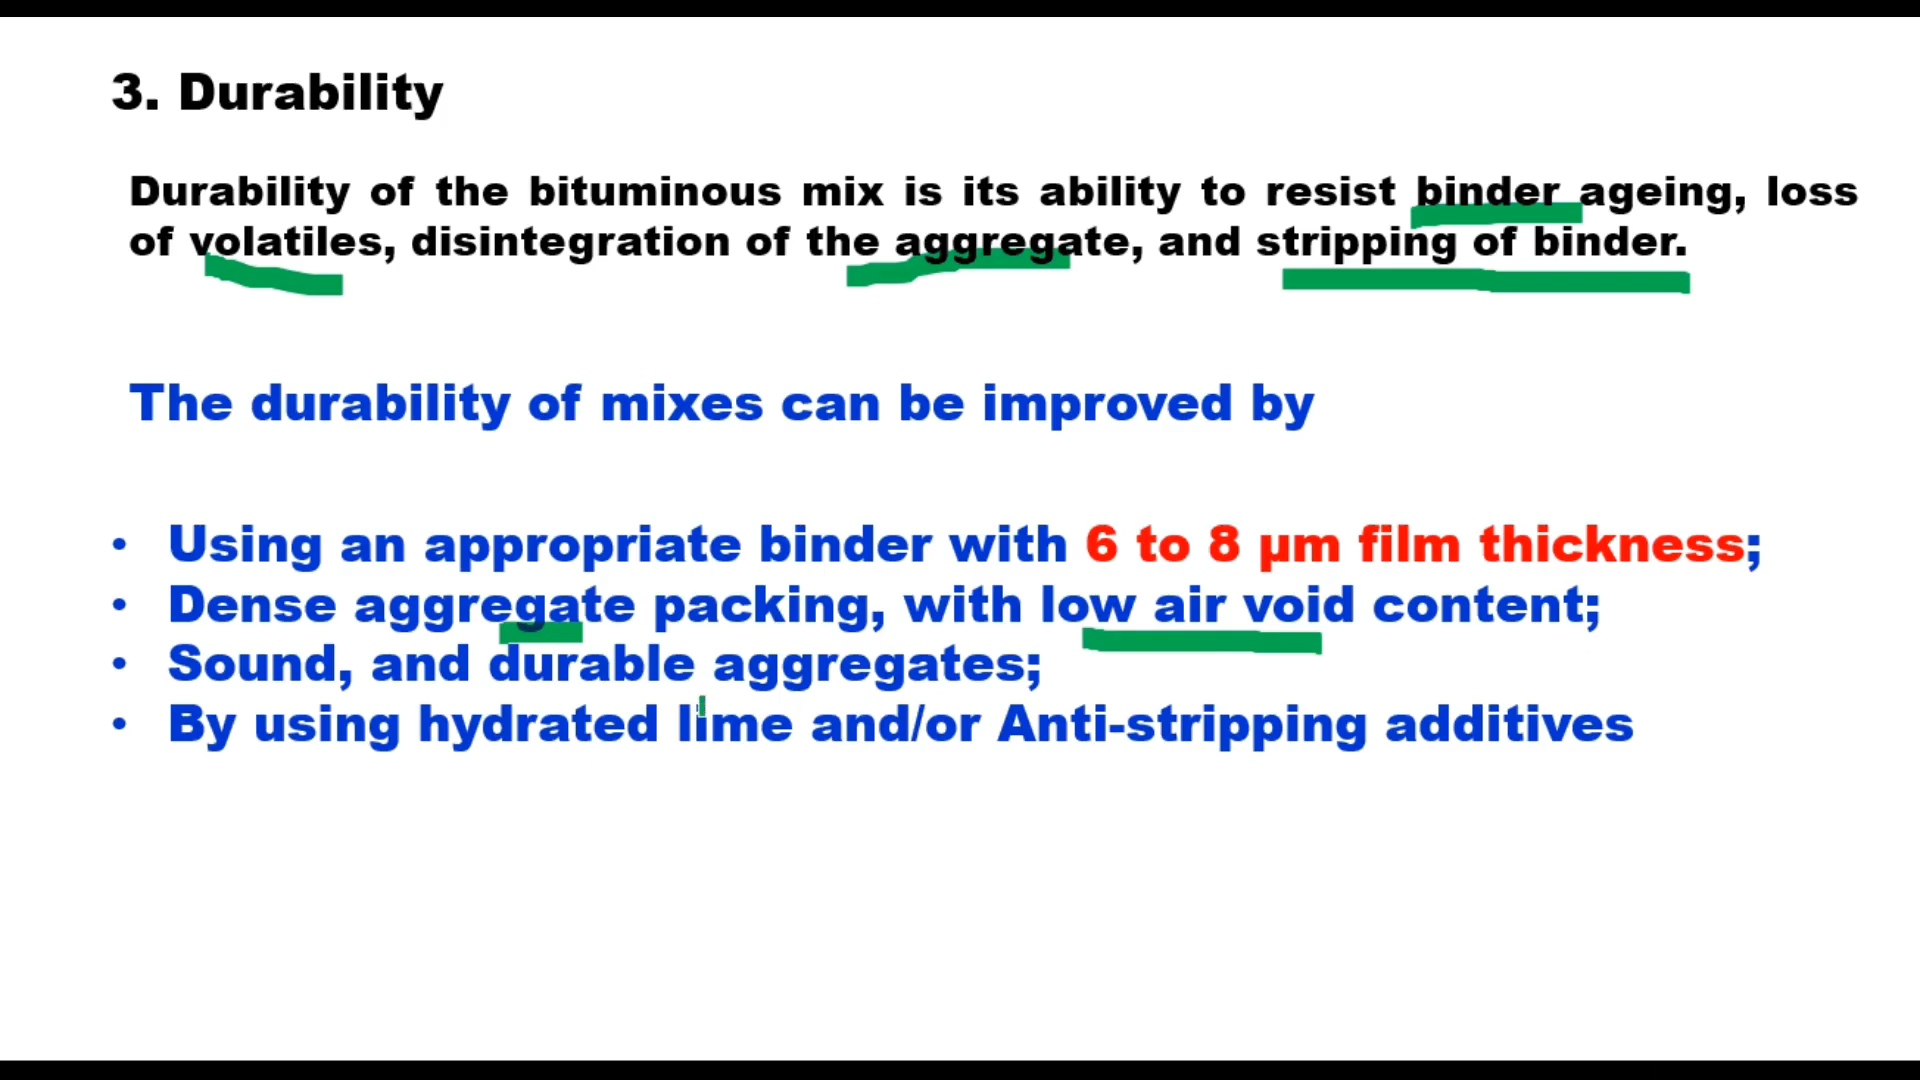 3. Durability
Durability of the bituminous mix is its ability to resist binder ageing, loss
of volatiles, disintegration of the aggregate, and stripping of binder.
The durability of mixes can be improved by
• Using an appropriate binder with 6 to 8 μm film thickness;
• Dense aggregate packing, with low air void content;
• Sound, and durable aggregates;
• By using hydrated lime and/or Anti-stripping additives